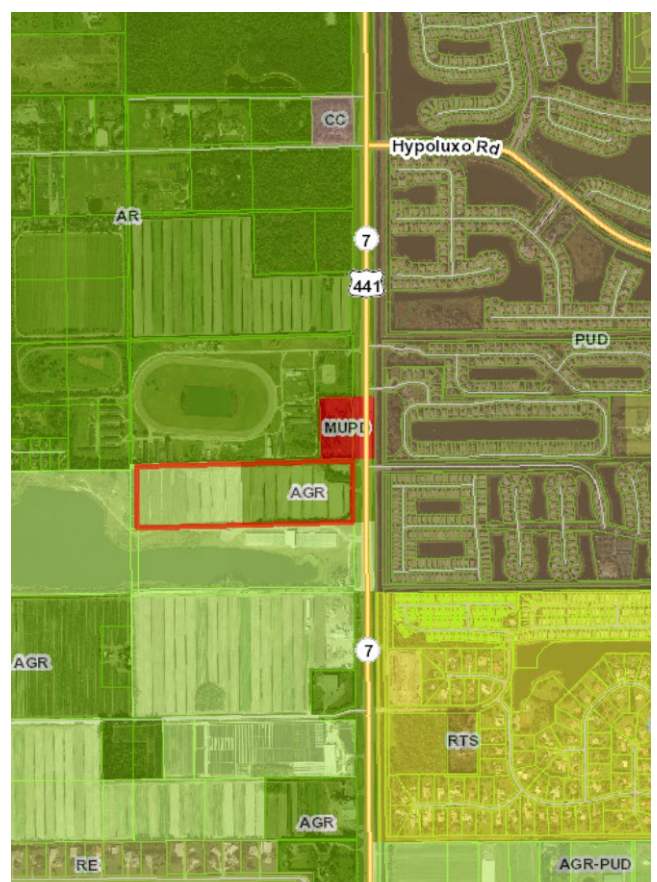 CC
Hypoluxo Rd
AR
7
441
PUD
MUPD
AGR
7
AGR
RTS
AGR
RE
AGR-PUD